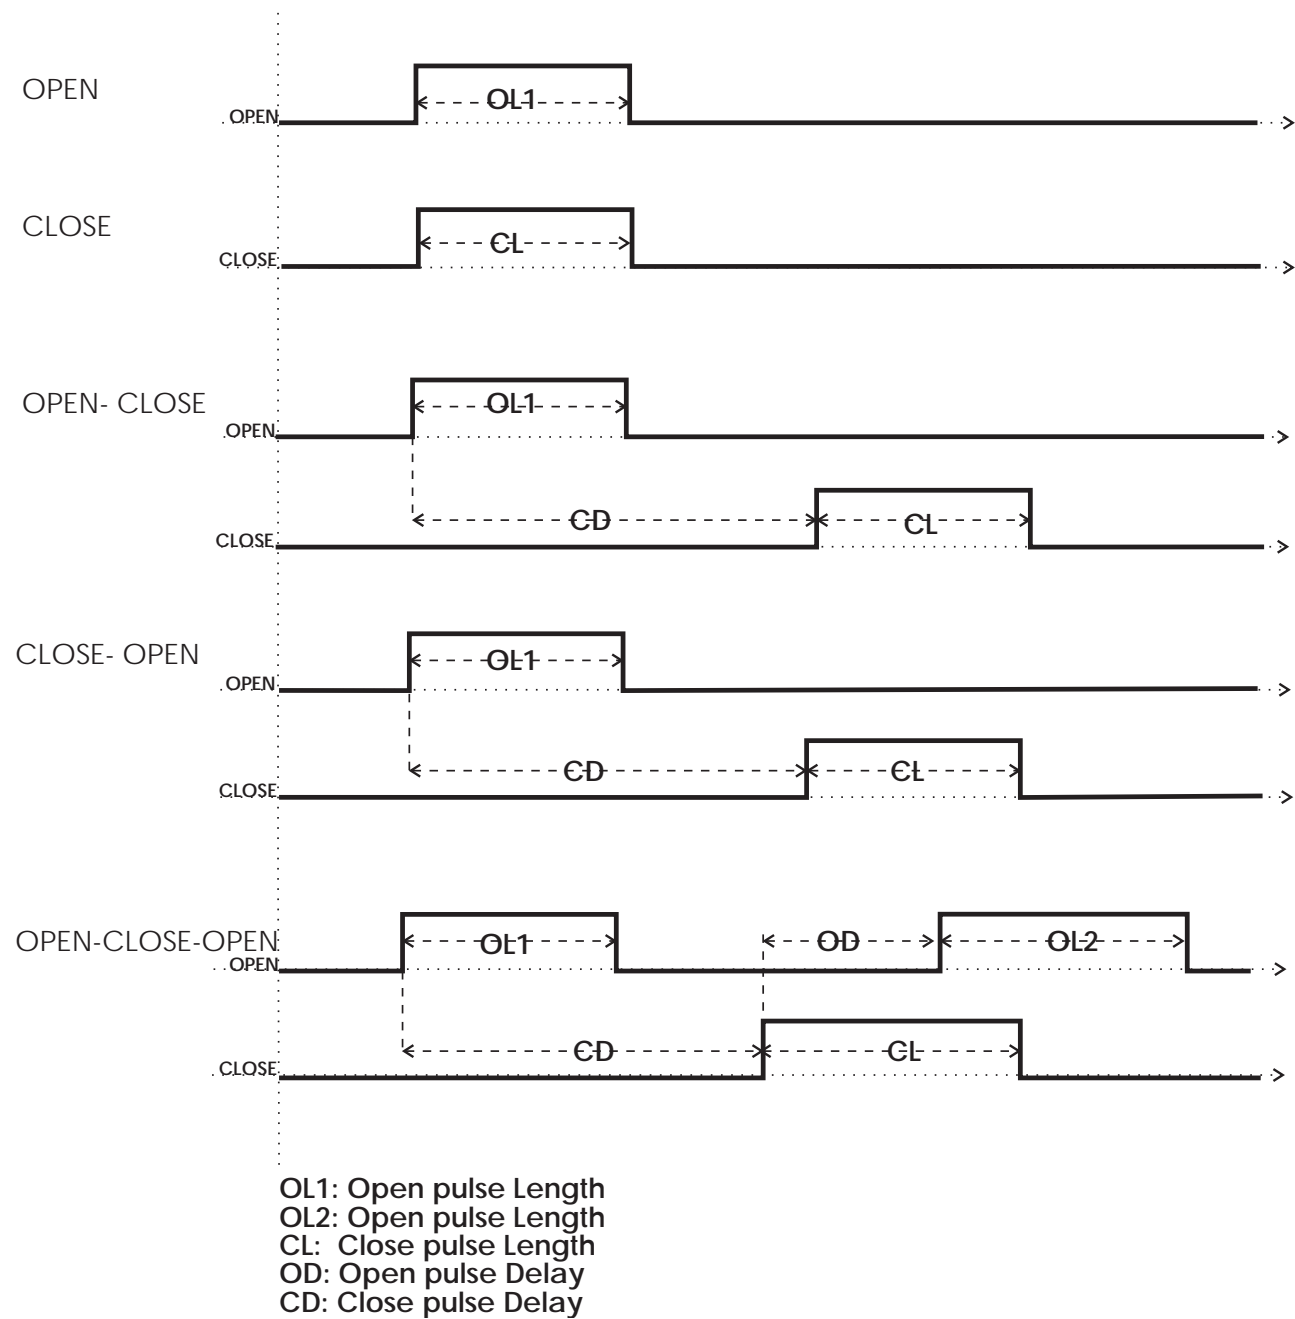 OPEN
OL1
OPEN
CLOSE
CL
CLOSE
OPEN- CLOSE
OL1
OPEN
CD
CL
CLOSE
CLOSE- OPEN
OL1
OPEN
CD
CL
CLOSE
OPEN-CLOSE-OPEN
OL1
OD
OL2
OPEN
CD
CL
CLOSE
OL1: Open pulse Length
OL2: Open pulse Length
CL: Close pulse Length
OD: Open pulse Delay
CD: Close pulse Delay